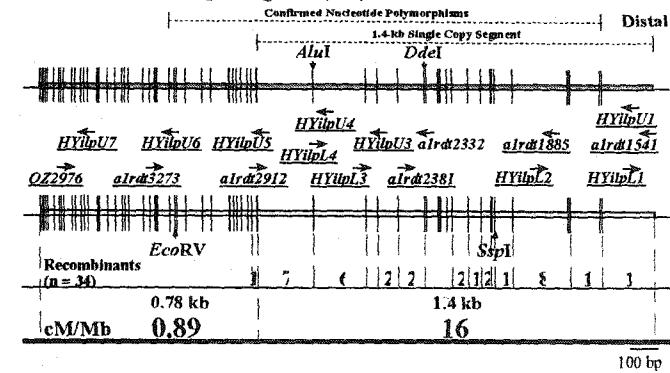 Confirmed Nucleotide Polymorphisms
Distal
1.4-kb Single Copy Segment
AluI DdeI
HYilpU4 HYilpU1
HYilpU7 HYilpU6 HYilpU5 HYilpU3 a1rdt2332 a1rdt1885 a1rdt1541
HYilpL4
QZ2976 a1rdt3273 a1rdt2912 HYilpL3 a1rdt2381 HYilpL2 HYilpL1
EcoRV SspI
Recombinants
(n = 34) 7 2 2 2 1 2 1 8 1
0.78 kb 1.4 kb
cM/Mb 0.89 16
100 bp